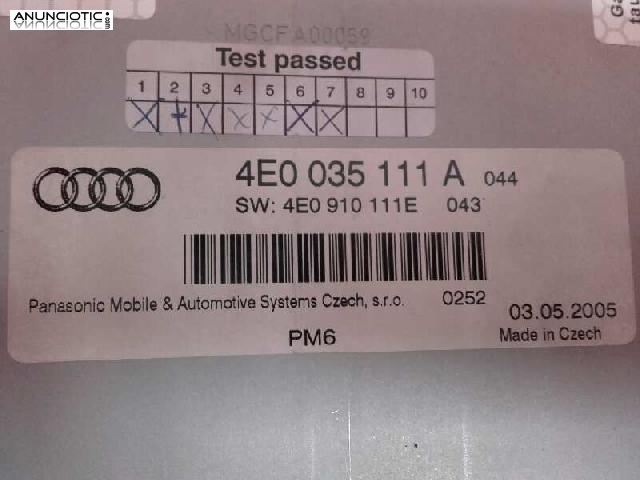 ANUNCIOTIC.com
MGCFA00059
Test passed
1 2 3 4 5 6 7 8 9 10
4E0 035 111 A 044
SW: 4E0 910 111E 043
Panasonic Mobile & Automotive Systems Czech, s.r.o. 0252 03.05.2005
PM6 Made in Czech